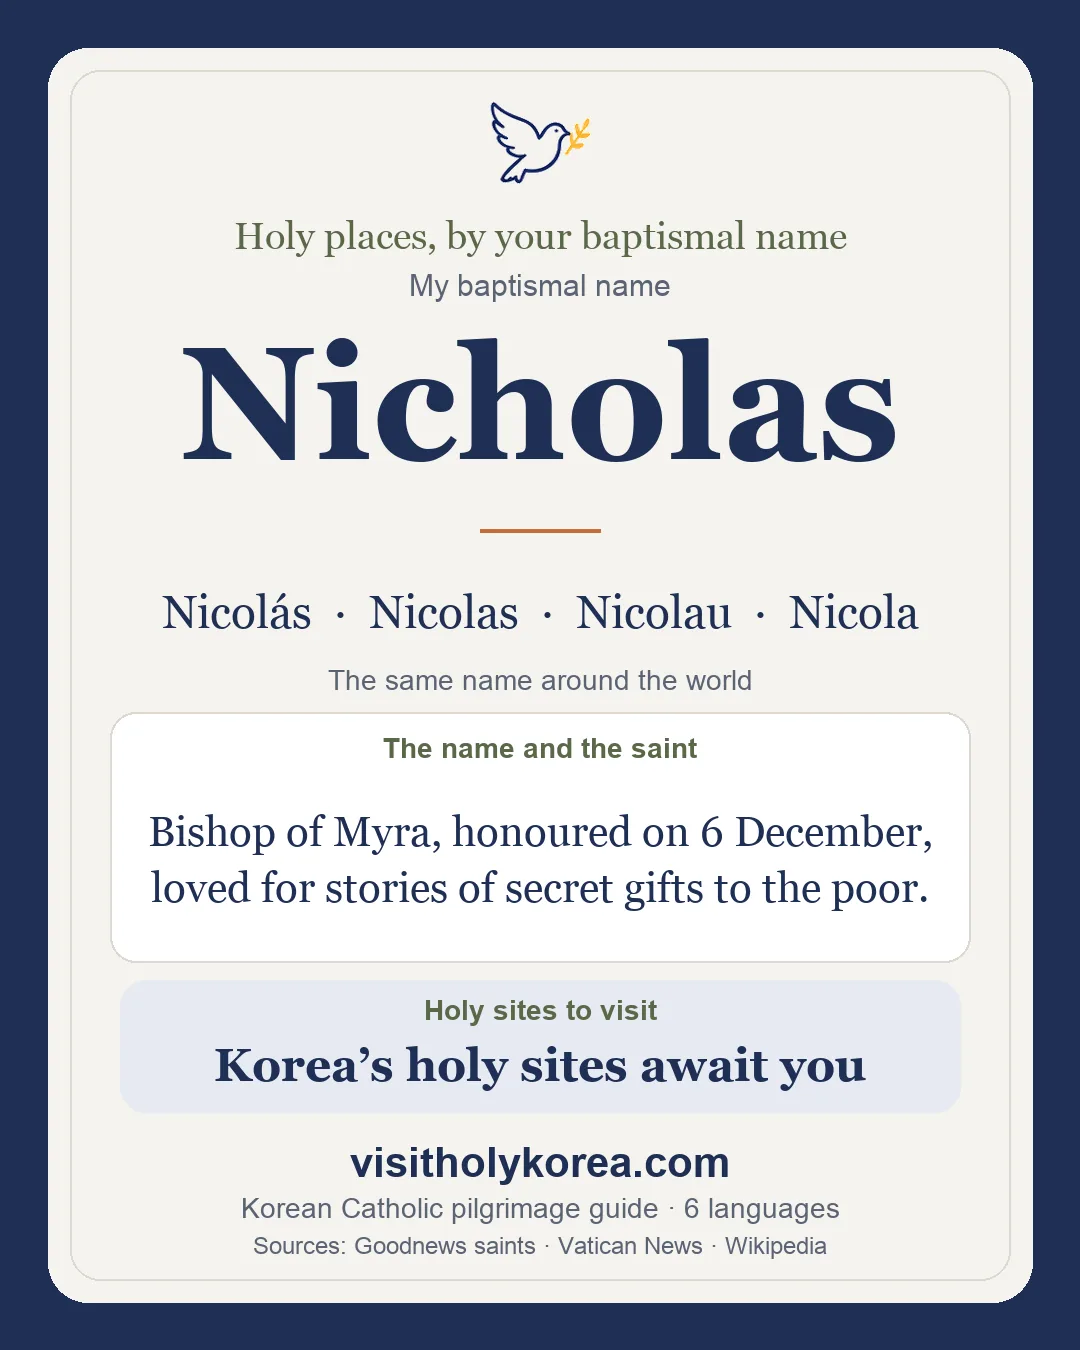 Holy places, by your baptismal name
My baptismal name
Nicholas
Nicolás · Nicolas · Nicolau · Nicola
The same name around the world
The name and the saint
Bishop of Myra, honoured on 6 December,
loved for stories of secret gifts to the poor.
Holy sites to visit
Korea’s holy sites await you
visitholykorea.com
Korean Catholic pilgrimage guide · 6 languages
Sources: Goodnews saints · Vatican News · Wikipedia